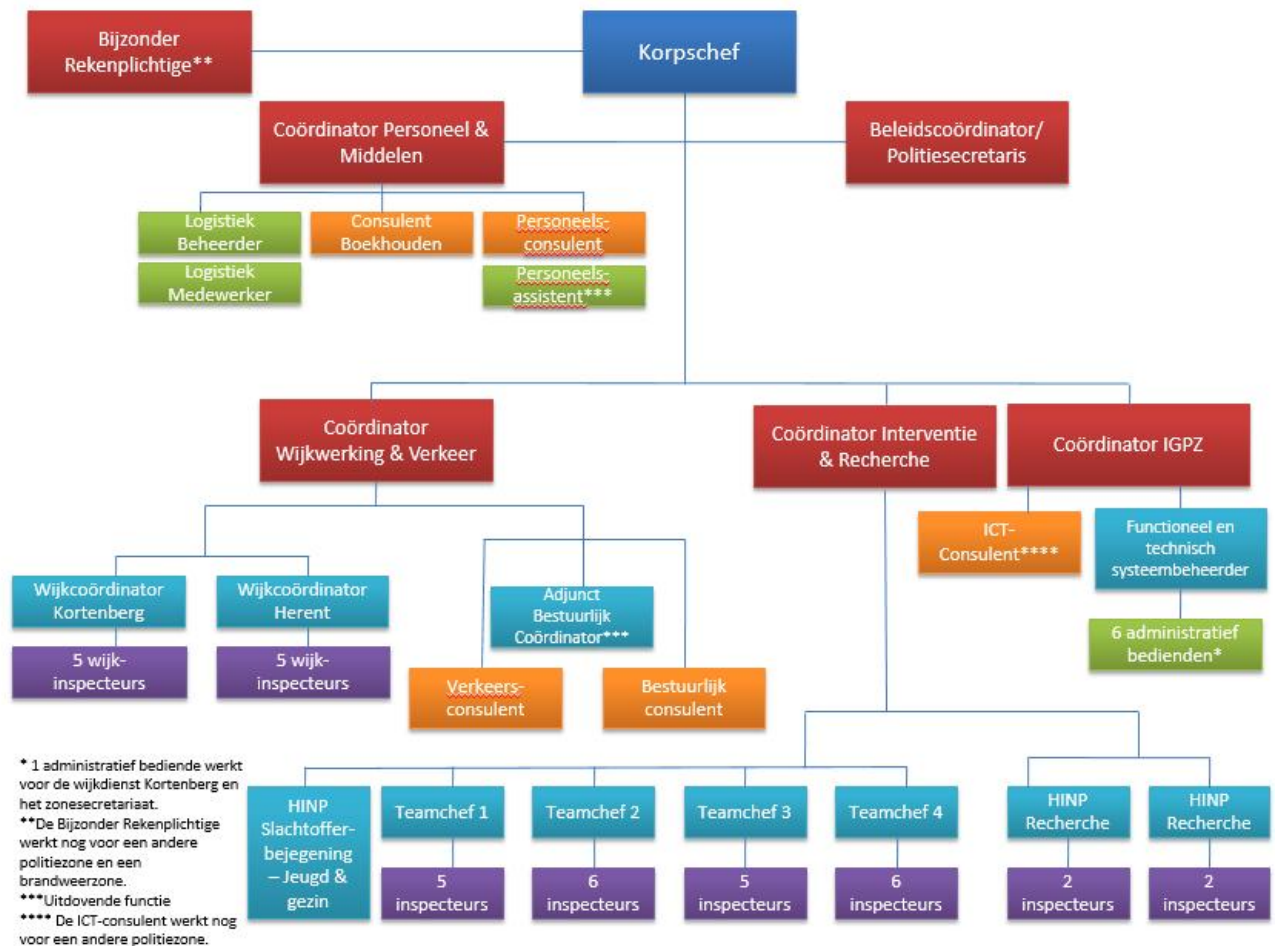 Bijzonder
Rekenplichtige**
Korpschef
Coördinator Personeel &
Middelen
Beleidscoördinator/
Politiesecretaris
Logistiek
Beheerder
Consulent
Boekhouden
Personeels-
consulent
Logistiek
Medewerker
Personeels-
assistent***
Coördinator
Wijkwerking & Verkeer
Coördinator Interventie
& Recherche
Coördinator IGPZ
ICT-
Consulent****
Functioneel en
technisch
systeembeheerder
Wijkcoördinator
Kortenberg
Wijkcoördinator
Herent
Adjunct
Bestuurlijk
Coördinator***
6 administratief
bedienden*
5 wijk-
inspecteurs
5 wijk-
inspecteurs
Verkeers-
consulent
Bestuurlijk
consulent
HINP
Slachtoffer-
bejegening
– Jeugd &
gezin
Teamchef 1
Teamchef 2
Teamchef 3
Teamchef 4
HINP
Recherche
HINP
Recherche
5
inspecteurs
6
inspecteurs
5
inspecteurs
6
inspecteurs
2
inspecteurs
2
inspecteurs
* 1 administratief bediende werkt
voor de wijkdienst Kortenberg en
het zonesecretariaat.
**De Bijzonder Rekenplichtige
werkt nog voor een andere
politiezone en een
brandweerzone.
***Uitdovende functie
**** De ICT-consulent werkt nog
voor een andere politiezone.